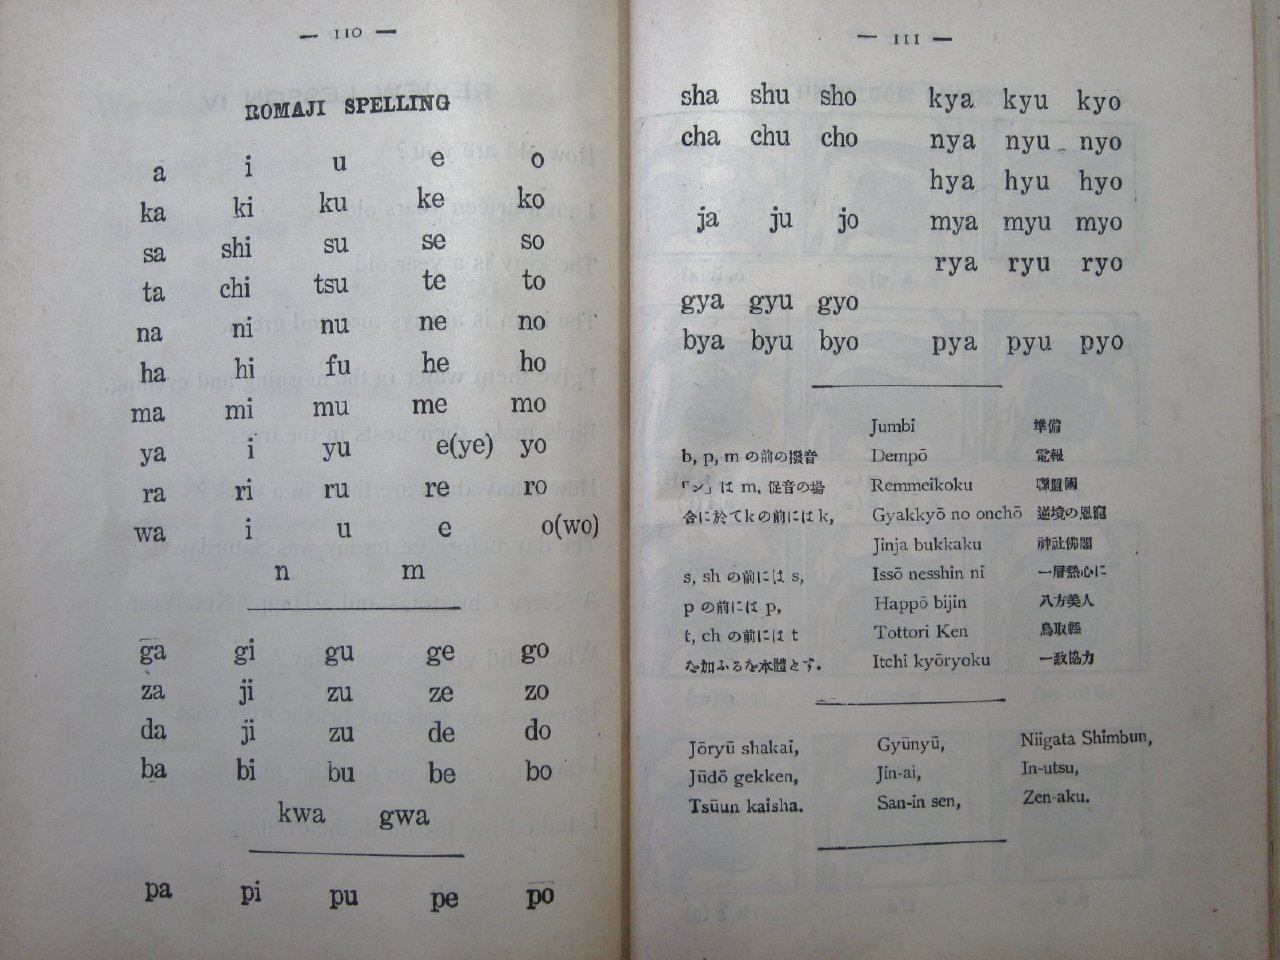 — 110 —
ROMAJI SPELLING
a i u e o
ka ki ku ke ko
sa shi su se so
ta chi tsu te to
na ni nu ne no
ha hi fu he ho
ma mi mu me mo
ya i yu e(ye) yo
ra ri ru re ro
wa i u e o(wo)
n m
ga gi gu ge go
za ji zu ze zo
da ji zu de do
ba bi bu be bo
kwa gwa
pa pi pu pe po
— 111 —
sha shu sho kya kyu kyo
cha chu cho nya nyu nyo
hya hyu hyo
ja ju jo mya myu myo
rya ryu ryo
gya gyu gyo
bya byu byo pya pyu pyo
Jumbi 準備
b, p, m の前の撥音 Dempō 電報
「ン」は m, 促音の場 Remmeikoku 聯盟國
合に於てkの前にはk, Gyakkyō no onchō 逆境の恩寵
Jinja bukkaku 神社佛閣
s, sh の前には s, Issō nesshin ni 一層熱心に
p の前には p, Happō bijin 八方美人
t, ch の前には t Tottori Ken 鳥取縣
を加ふるを本體とす。 Itchi kyōryoku 一致協力
Jōryū shakai, Gyūnyū, Niigata Shimbun,
Jūdō gekken, Jin-ai, In-utsu,
Tsūun kaisha. San-in sen, Zen-aku.